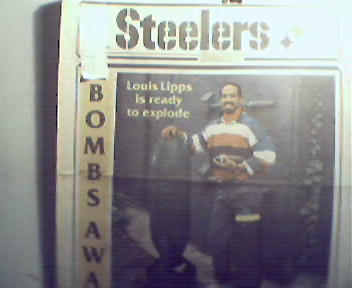 Steelers
Louis Lipps
is ready
to explode
BOMBS AWA